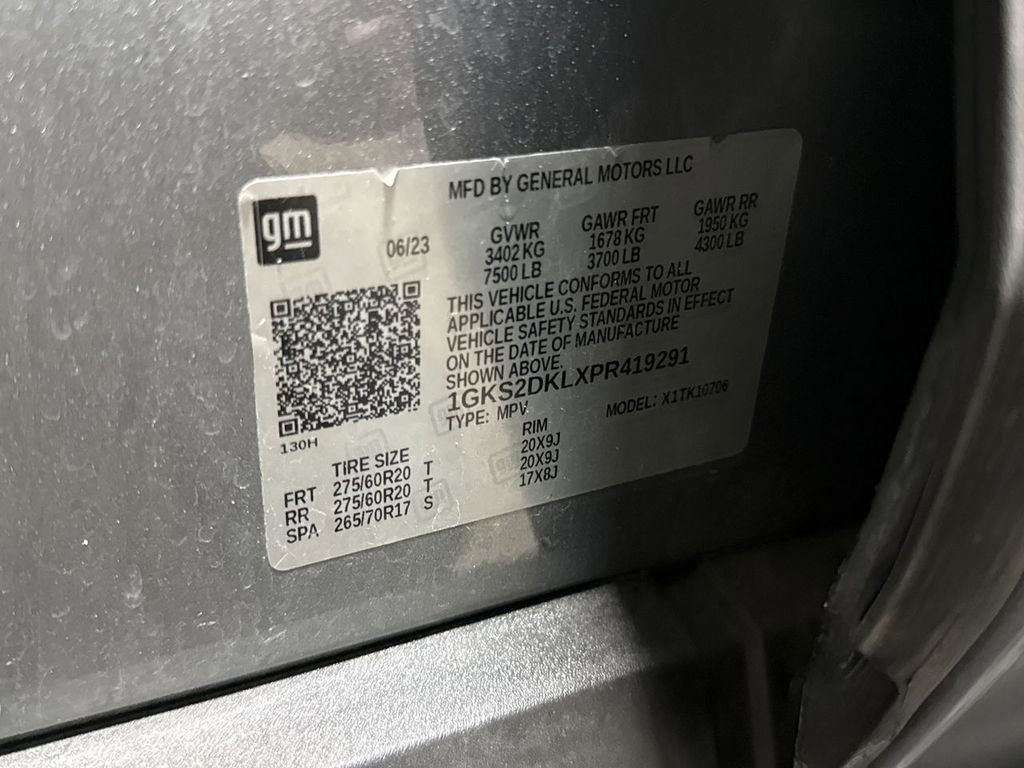 MFD BY GENERAL MOTORS LLC
gm
06/23
GVWR GAWR FRT GAWR RR
3402 KG 1678 KG 1950 KG
7500 LB 3700 LB 4300 LB
THIS VEHICLE CONFORMS TO ALL
APPLICABLE U.S. FEDERAL MOTOR
VEHICLE SAFETY STANDARDS IN EFFECT
ON THE DATE OF MANUFACTURE
SHOWN ABOVE.
1GKS2DKLXPR419291
TYPE: MPV MODEL: X1TK10706
130H
TIRE SIZE RIM
FRT 275/60R20 T 20X9J
RR 275/60R20 T 20X9J
SPA 265/70R17 S 17X8J